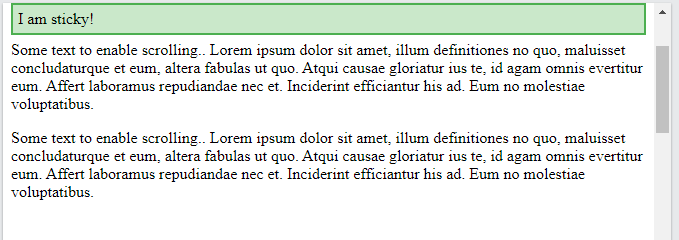 I am sticky!
Some text to enable scrolling.. Lorem ipsum dolor sit amet, illum definitiones no quo, maluisset
concludaturque et eum, altera fabulas ut quo. Atqui causae gloriatur ius te, id agam omnis evertitur
eum. Affert laboramus repudiandae nec et. Inciderint efficiantur his ad. Eum no molestiae
voluptatibus.
Some text to enable scrolling.. Lorem ipsum dolor sit amet, illum definitiones no quo, maluisset
concludaturque et eum, altera fabulas ut quo. Atqui causae gloriatur ius te, id agam omnis evertitur
eum. Affert laboramus repudiandae nec et. Inciderint efficiantur his ad. Eum no molestiae
voluptatibus.